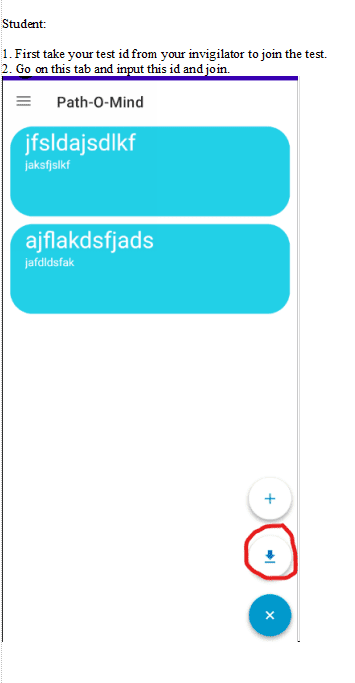 Student:
1. First take your test id from your invigilator to join the test.
2. Go on this tab and input this id and join.
Path-O-Mind
jfsldajsdlkf
jaksfjslkf
ajflakdsfjads
jafdldsfak